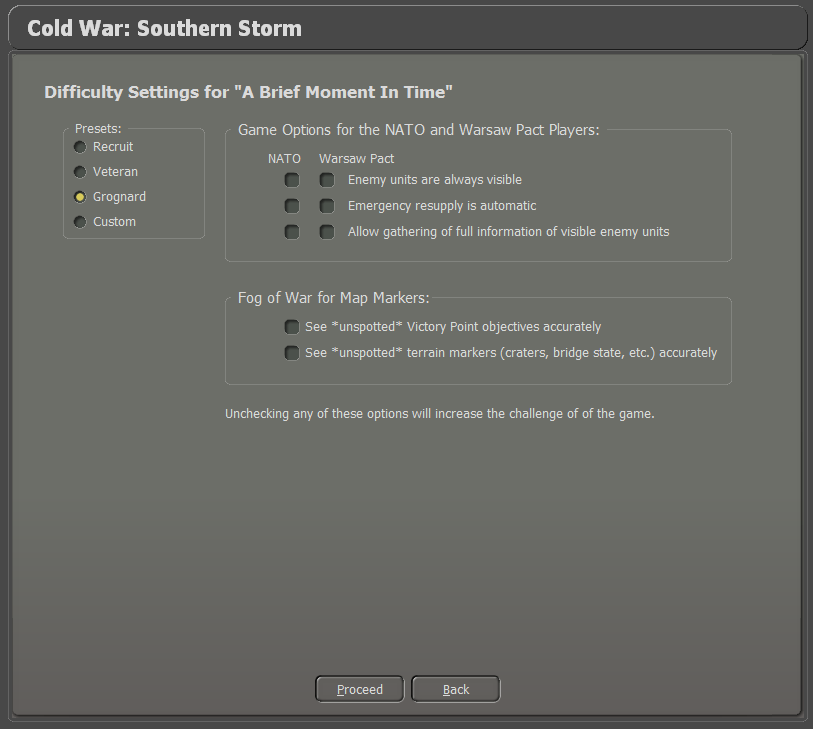 Cold War: Southern Storm
Difficulty Settings for "A Brief Moment In Time"
Presets:
Recruit
Veteran
Grognard
Custom
Game Options for the NATO and Warsaw Pact Players:
NATO Warsaw Pact
Enemy units are always visible
Emergency resupply is automatic
Allow gathering of full information of visible enemy units
Fog of War for Map Markers:
See *unspotted* Victory Point objectives accurately
See *unspotted* terrain markers (craters, bridge state, etc.) accurately
Unchecking any of these options will increase the challenge of of the game.
Proceed Back